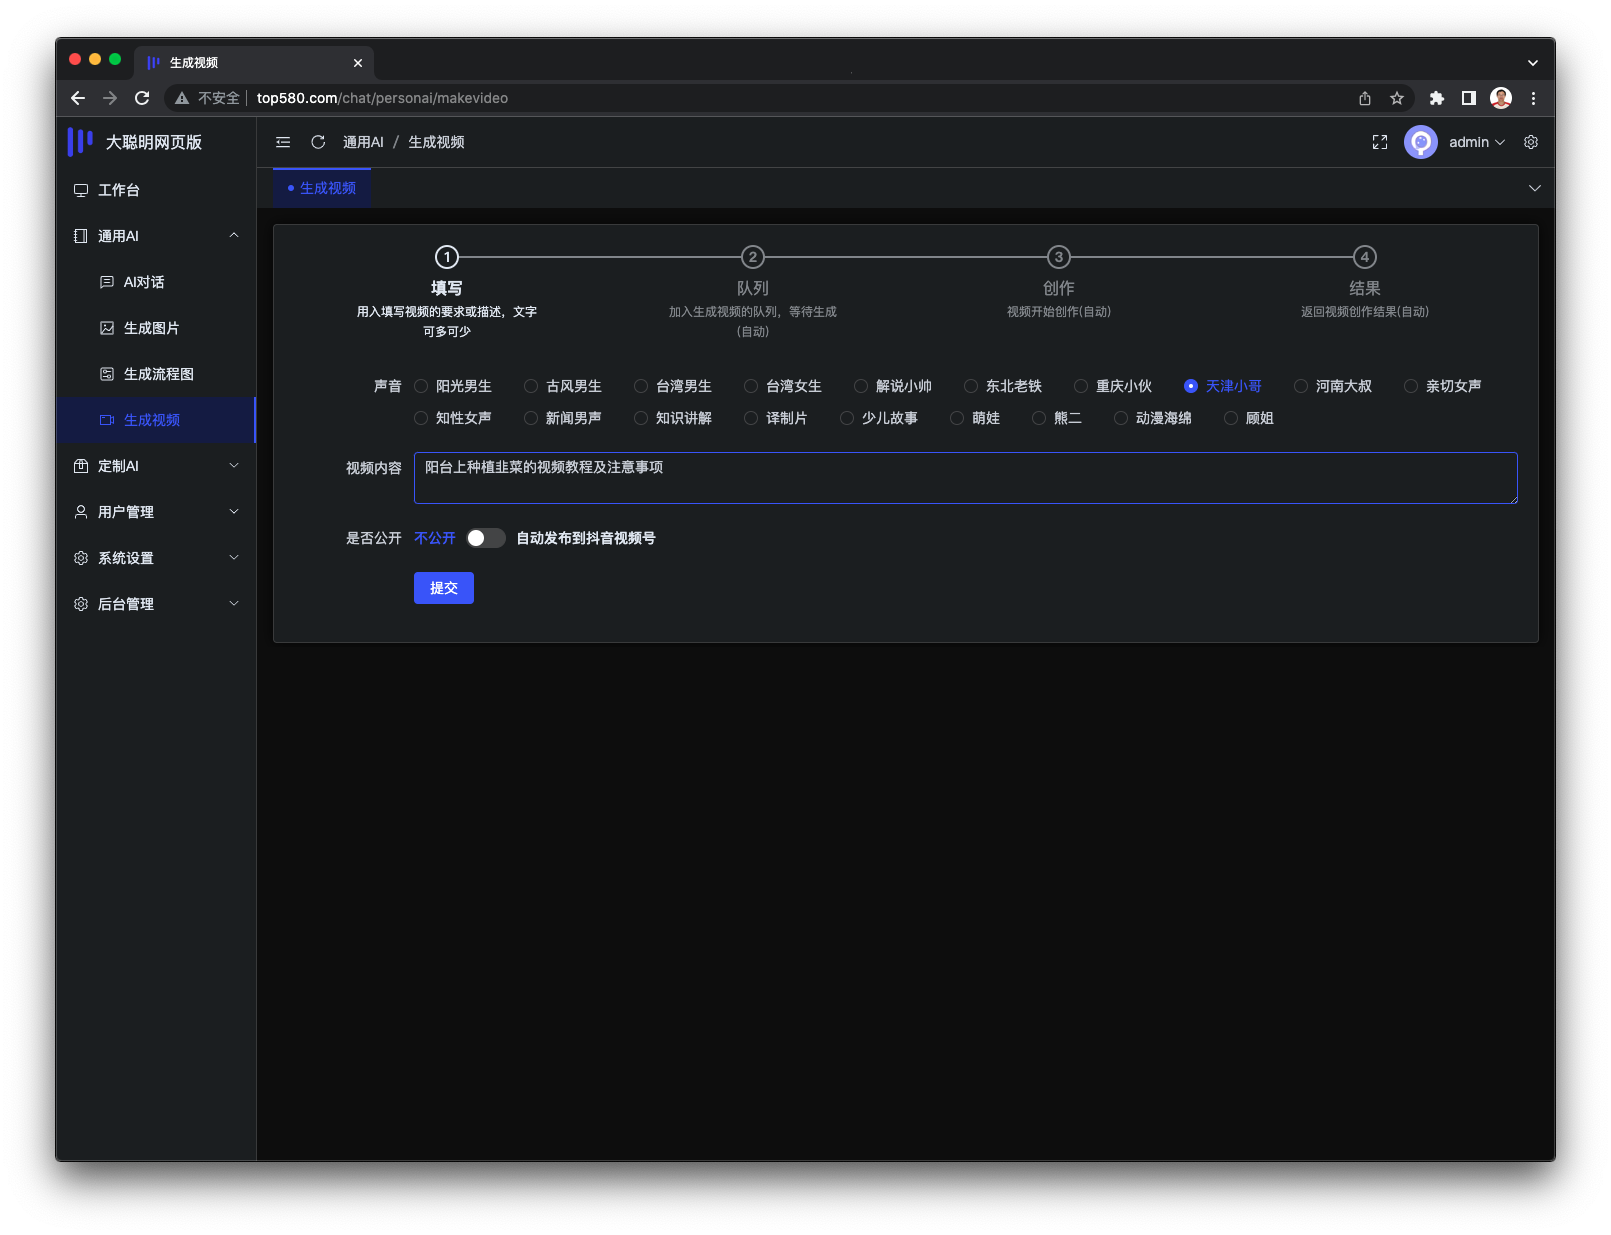 生成视频
不安全
top580.com/chat/personai/makevideo
大聪明网页版
通用AI / 生成视频
admin
生成视频
工作台
通用AI
AI对话
生成图片
生成流程图
生成视频
定制AI
用户管理
系统设置
后台管理
1
填写
用入填写视频的要求或描述，文字
可多可少
2
队列
加入生成视频的队列，等待生成
(自动)
3
创作
视频开始创作(自动)
4
结果
返回视频创作结果(自动)
声音 阳光男生 古风男生 台湾男生 台湾女生 解说小帅 东北老铁 重庆小伙 天津小哥 河南大叔 亲切女声
知性女声 新闻男声 知识讲解 译制片 少儿故事 萌娃 熊二 动漫海绵 顾姐
视频内容 阳台上种植韭菜的视频教程及注意事项
是否公开 不公开 自动发布到抖音视频号
提交